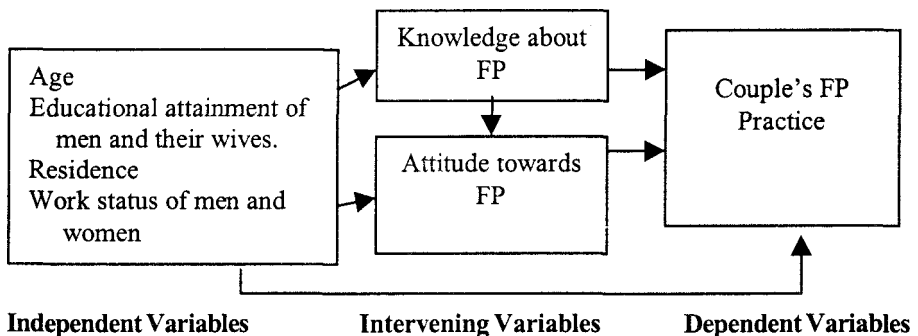 Age
Educational attainment of
men and their wives.
Residence
Work status of men and
women
Knowledge about
FP
Attitude towards
FP
Couple's FP
Practice
Independent Variables
Intervening Variables
Dependent Variables